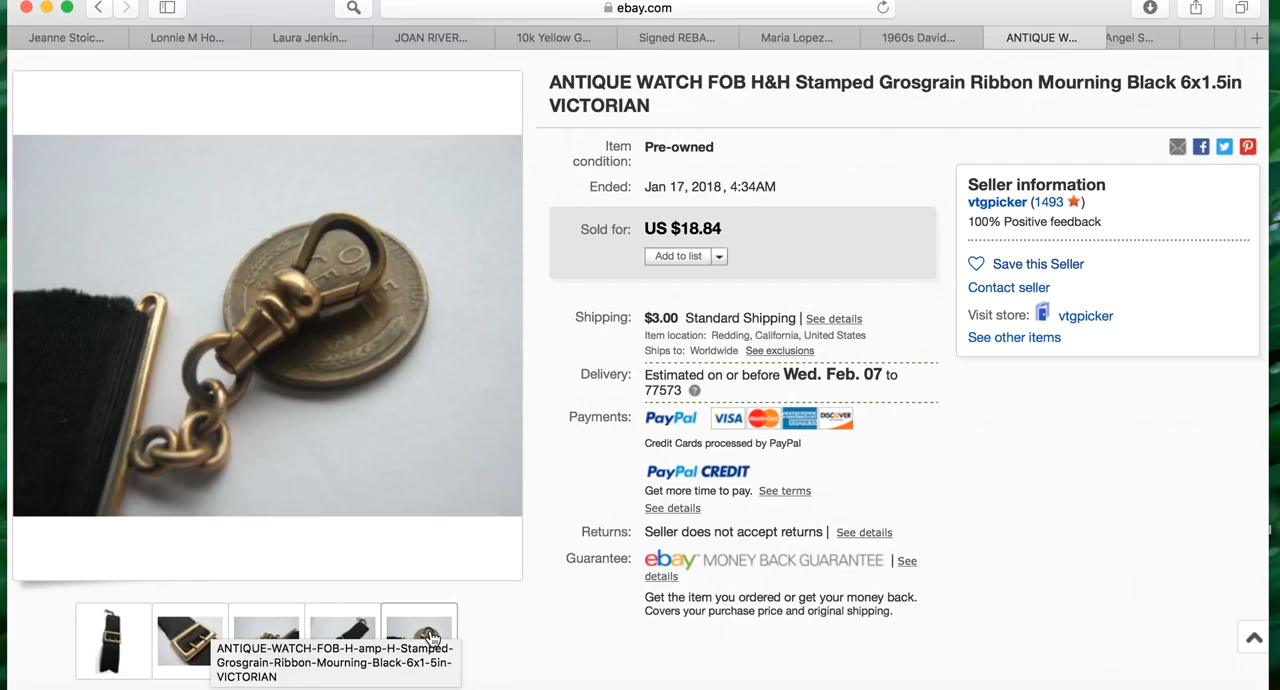 ebay.com
Jeanne Stoic...
Lonnie M Ho...
Laura Jenkin...
JOAN RIVER...
10k Yellow G...
Signed REBA...
Maria Lopez...
1960s David...
ANTIQUE W...
Angel S...
ANTIQUE WATCH FOB H&H Stamped Grosgrain Ribbon Mourning Black 6x1.5in
VICTORIAN
Item condition: Pre-owned
Ended: Jan 17, 2018 , 4:34AM
Sold for: US $18.84
Add to list
Shipping: $3.00 Standard Shipping | See details
Item location: Redding, California, United States
Ships to: Worldwide See exclusions
Delivery: Estimated on or before Wed. Feb. 07 to
77573
Payments: PayPal VISA MasterCard AMERICAN EXPRESS DISCOVER
Credit Cards processed by PayPal
PayPal CREDIT
Get more time to pay. See terms
See details
Returns: Seller does not accept returns | See details
Guarantee: ebay MONEY BACK GUARANTEE | See
details
Get the item you ordered or get your money back.
Covers your purchase price and original shipping.
Seller information
vtgpicker (1493 )
100% Positive feedback
Save this Seller
Contact seller
Visit store: vtgpicker
See other items
ANTIQUE-WATCH-FOB-H-amp-H-Stamped-
Grosgrain-Ribbon-Mourning-Black-6x1-5in-
VICTORIAN